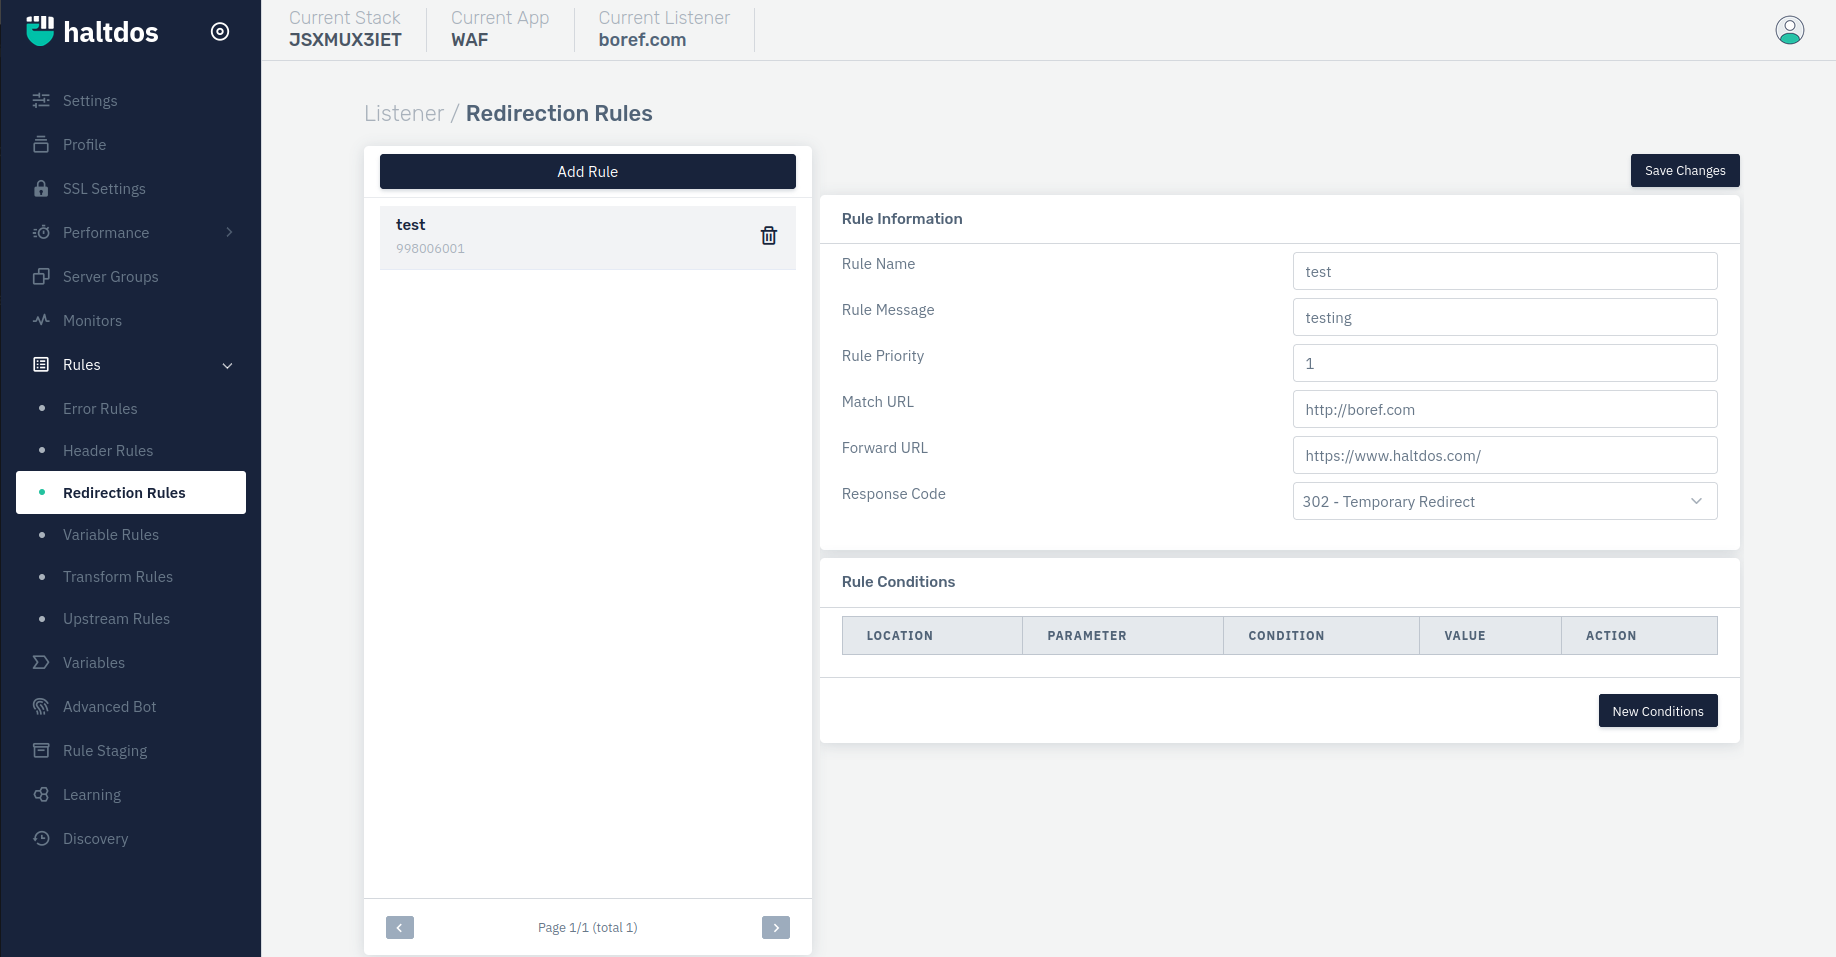 haltdos
Settings
Profile
SSL Settings
Performance
Server Groups
Monitors
Rules
Error Rules
Header Rules
Redirection Rules
Variable Rules
Transform Rules
Upstream Rules
Variables
Advanced Bot
Rule Staging
Learning
Discovery
Current Stack
JSXMUX3IET
Current App
WAF
Current Listener
boref.com
Listener / Redirection Rules
Add Rule
test
998006001
Page 1/1 (total 1)
Save Changes
Rule Information
Rule Name
test
Rule Message
testing
Rule Priority
1
Match URL
http://boref.com
Forward URL
https://www.haltdos.com/
Response Code
302 - Temporary Redirect
Rule Conditions
LOCATION PARAMETER CONDITION VALUE ACTION
New Conditions